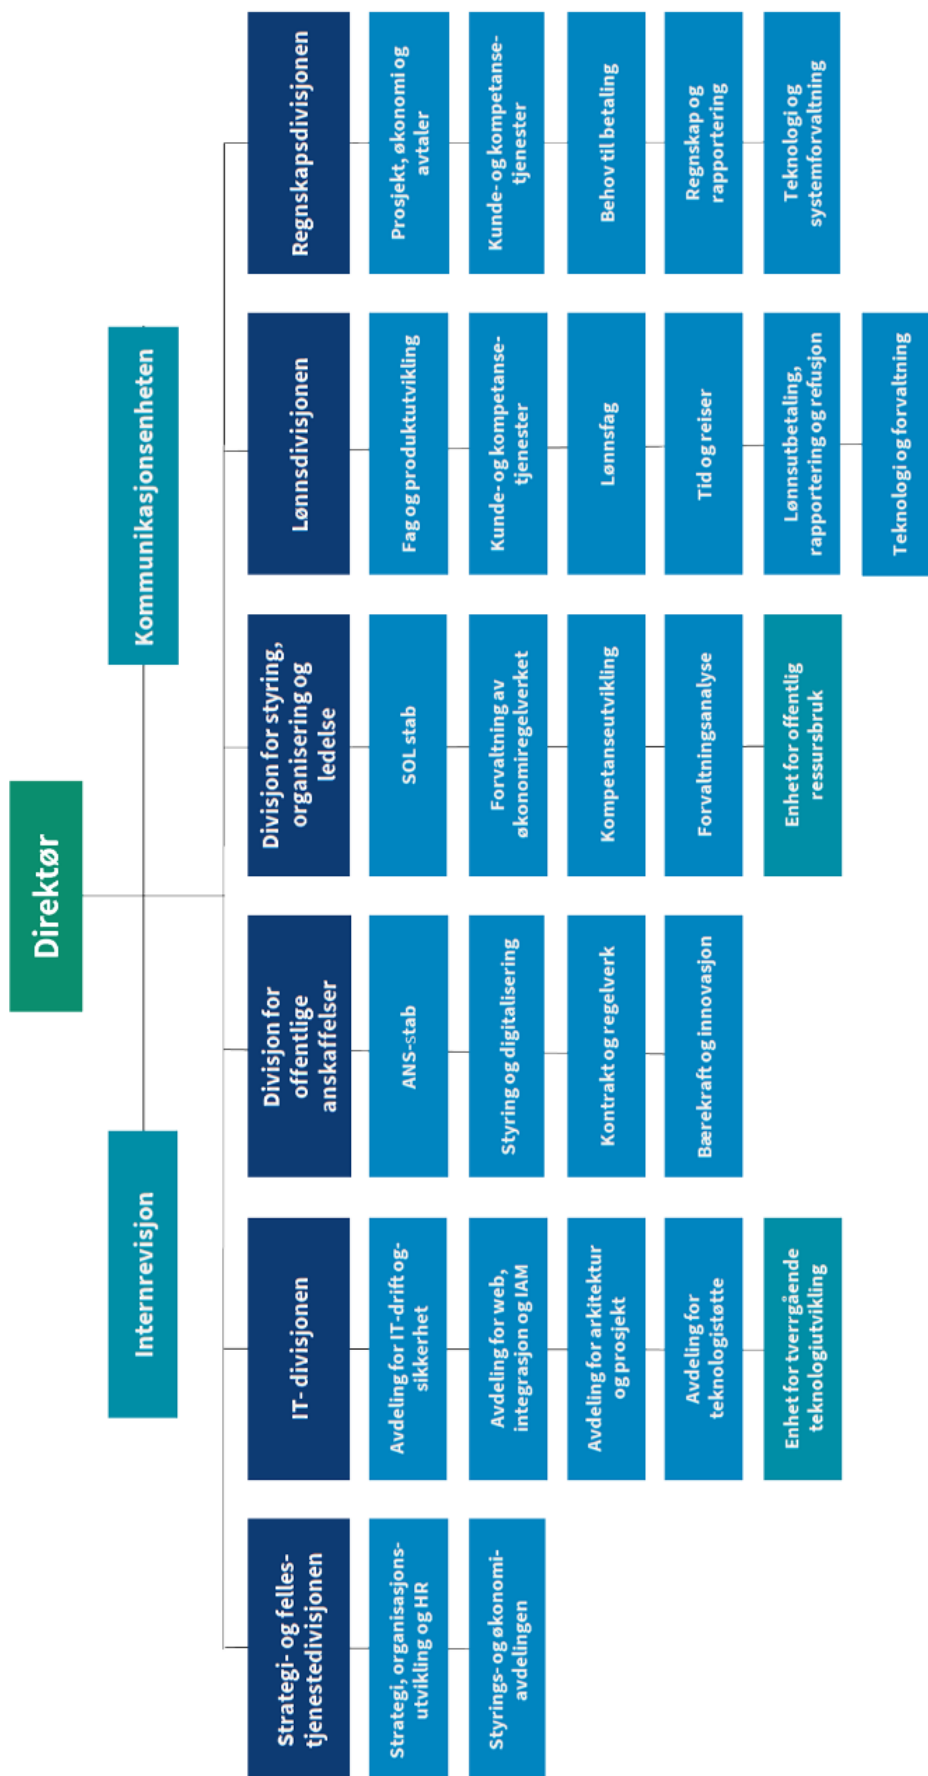 Direktør
Internrevisjon
Kommunikasjonsenheten
Strategi- og felles-
tjenestedivisjonen
Strategi, organisasjons-
utvikling og HR
Styrings- og økonomi-
avdelingen
IT- divisjonen
Avdeling for IT-drift og-
sikkerhet
Avdeling for web,
integrasjon og IAM
Avdeling for arkitektur
og prosjekt
Avdeling for
teknologistøtte
Enhet for tverrgående
teknologiutvikling
Divisjon for
offentlige
anskaffelser
ANS-stab
Styring og digitalisering
Kontrakt og regelverk
Bærekraft og innovasjon
Divisjon for styring,
organisering og
ledelse
SOL stab
Forvaltning av
økonomiregelverket
Kompetanseutvikling
Forvaltningsanalyse
Enhet for offentlig
ressursbruk
Lønnsdivisjonen
Fag og produktutvikling
Kunde- og kompetanse-
tjenester
Lønnsfag
Tid og reiser
Lønnsutbetaling,
rapportering og refusjon
Teknologi og forvaltning
Regnskapsdivisjonen
Prosjekt, økonomi og
avtaler
Kunde- og kompetanse-
tjenester
Behov til betaling
Regnskap og
rapportering
Teknologi og
systemforvaltning